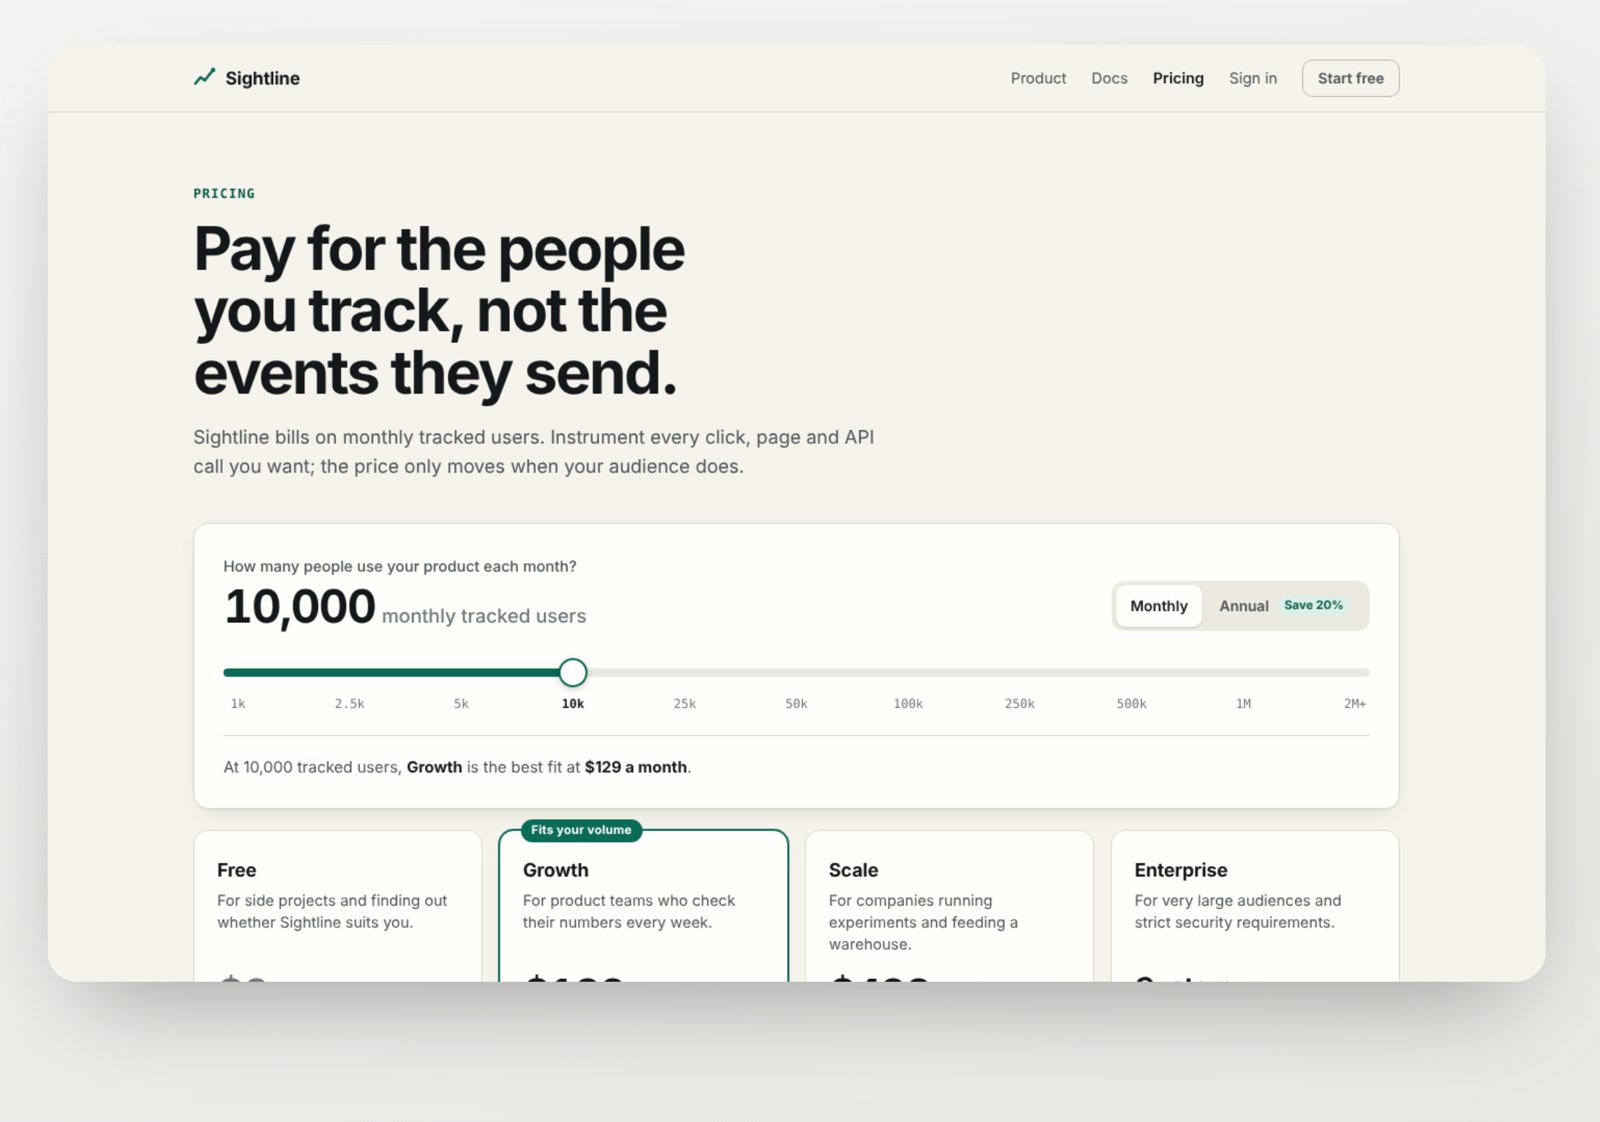 Sightline
Product Docs Pricing Sign in Start free
PRICING
Pay for the people
you track, not the
events they send.
Sightline bills on monthly tracked users. Instrument every click, page and API
call you want; the price only moves when your audience does.
How many people use your product each month?
10,000 monthly tracked users
Monthly Annual Save 20%
1k 2.5k 5k 10k 25k 50k 100k 250k 500k 1M 2M+
At 10,000 tracked users, Growth is the best fit at $129 a month.
Free
For side projects and finding out
whether Sightline suits you.
Fits your volume
Growth
For product teams who check
their numbers every week.
Scale
For companies running
experiments and feeding a
warehouse.
Enterprise
For very large audiences and
strict security requirements.